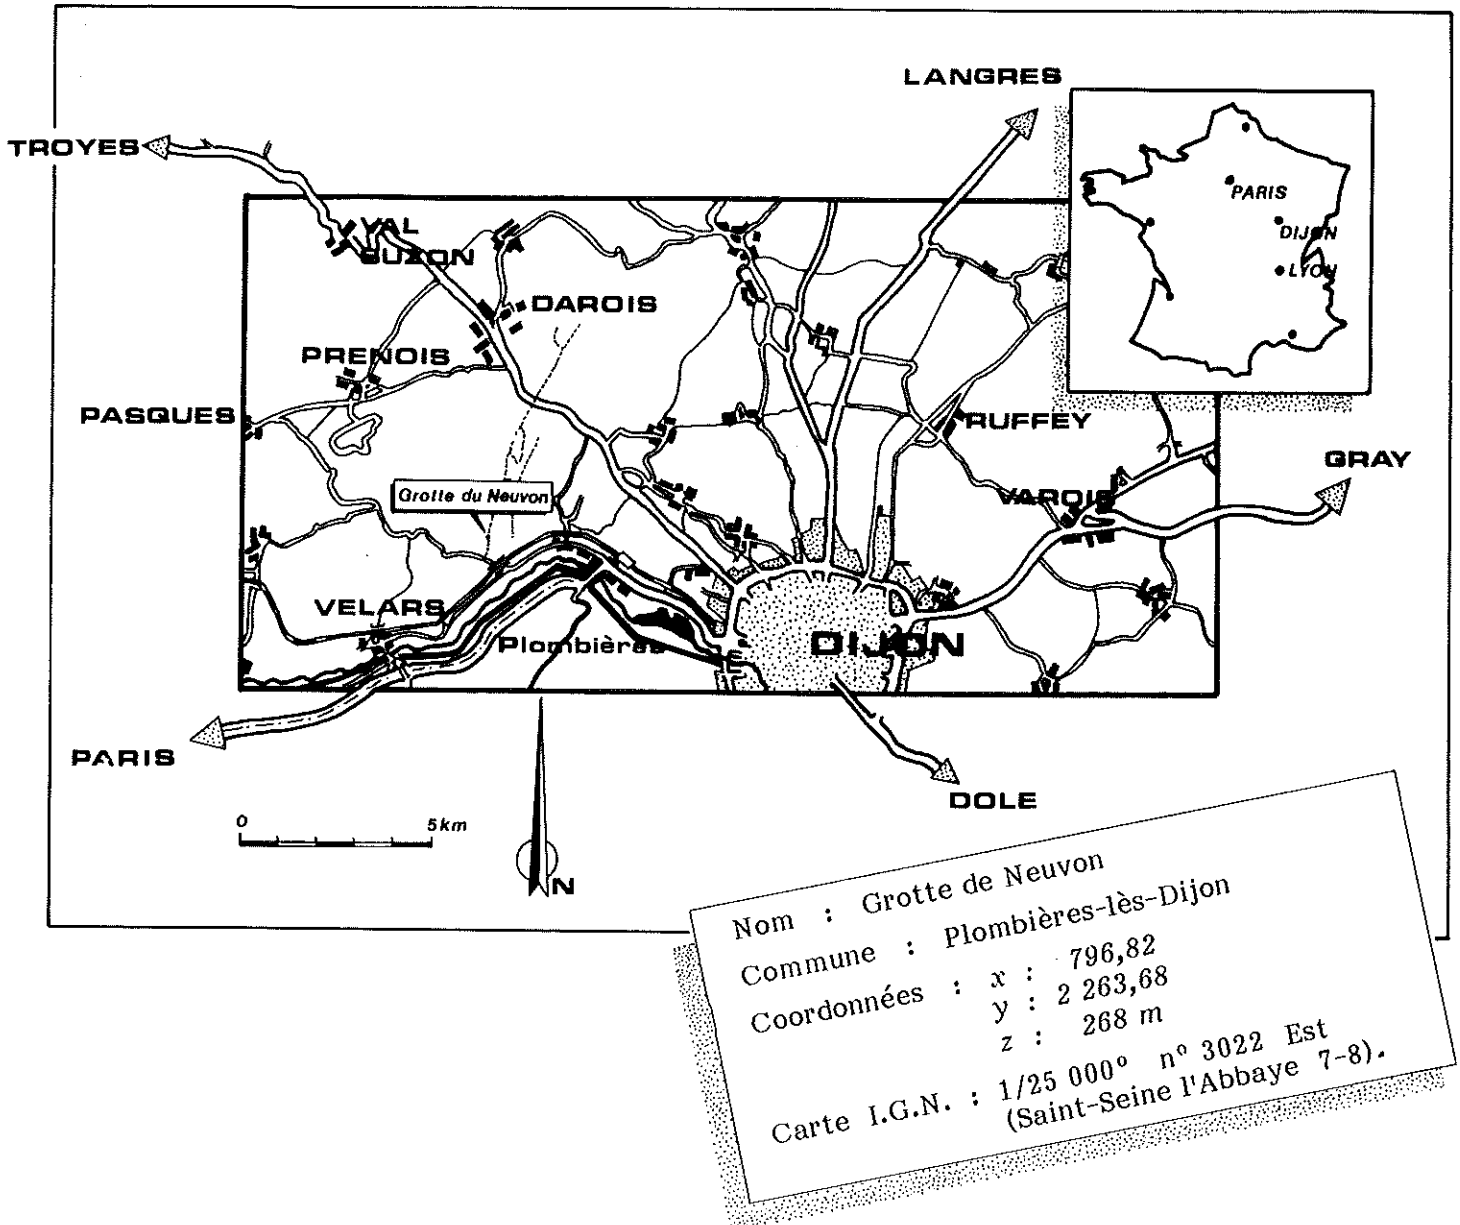 LANGRES
TROYES
PARIS
DIJON
LYON
VAL
SUZON
DAROIS
PRENOIS
PASQUES
RUFFEY
GRAY
VAROIS
Grotte du Neuvon
VELARS
Plombières
DIJON
PARIS
DOLE
0 5km
N
Nom : Grotte de Neuvon
Commune : Plombières-lès-Dijon
Coordonnées : x : 796,82
y : 2 263,68
z : 268 m
Carte I.G.N. : 1/25 000° n° 3022 Est
(Saint-Seine l'Abbaye 7-8).